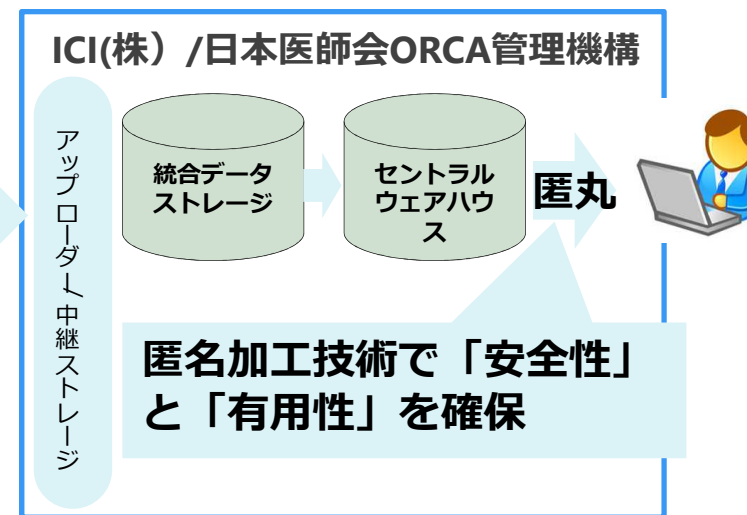 ICI(株）/日本医師会ORCA管理機構
アップローダー／中継ストレージ
統合データ
ストレージ
セントラル
ウェアハウ
ス
匿丸
匿名加工技術で「安全性」
と「有用性」を確保